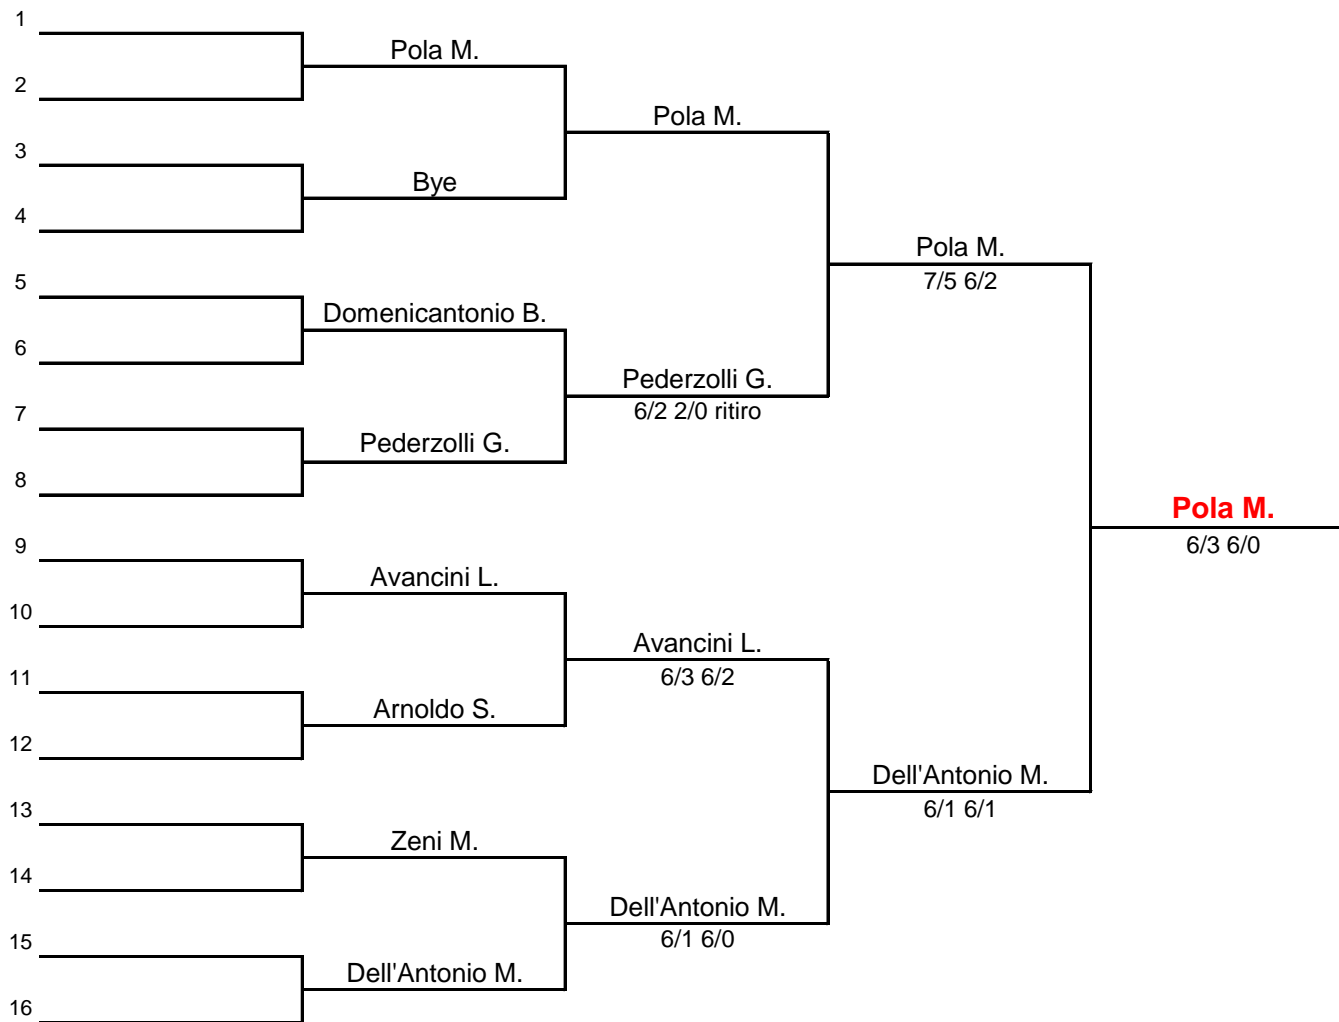 1
Pola M.
2
Pola M.
3
Bye
4
Pola M.
7/5 6/2
5
Domenicantonio B.
6
Pederzolli G.
6/2 2/0 ritiro
7
Pederzolli G.
8
Pola M.
6/3 6/0
9
Avancini L.
10
Avancini L.
6/3 6/2
11
Arnoldo S.
12
Dell'Antonio M.
6/1 6/1
13
Zeni M.
14
Dell'Antonio M.
6/1 6/0
15
Dell'Antonio M.
16